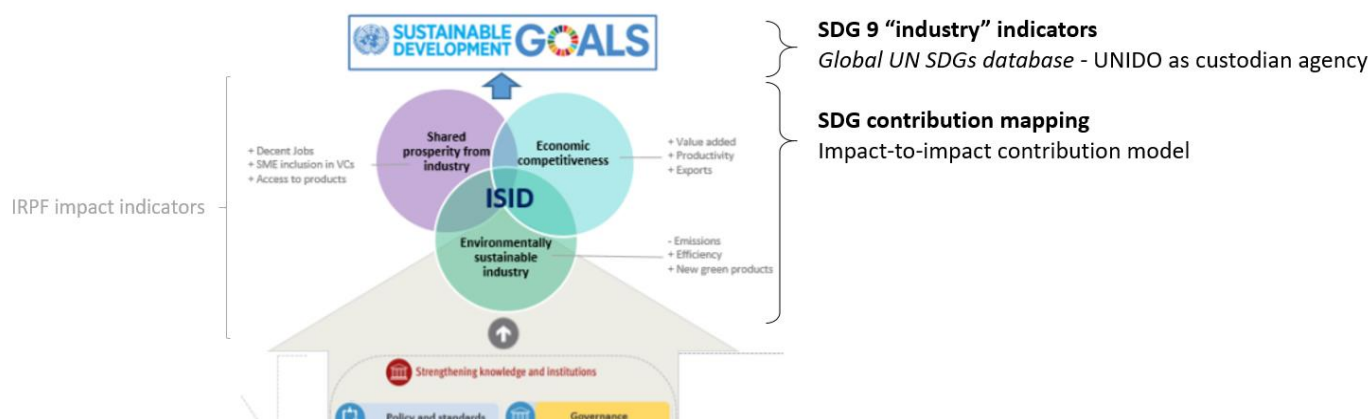 SUSTAINABLE
DEVELOPMENT
GOALS
SDG 9 “industry” indicators
Global UN SDGs database - UNIDO as custodian agency
SDG contribution mapping
Impact-to-impact contribution model
IRPF impact indicators
+ Decent Jobs
+ SME inclusion in VCs
+ Access to products
Shared
prosperity from
industry
Economic
competitiveness
+ Value added
+ Productivity
+ Exports
ISID
Environmentally
sustainable
industry
- Emissions
+ Efficiency
+ New green products
Strengthening knowledge and institutions
Policy and standards
Governance